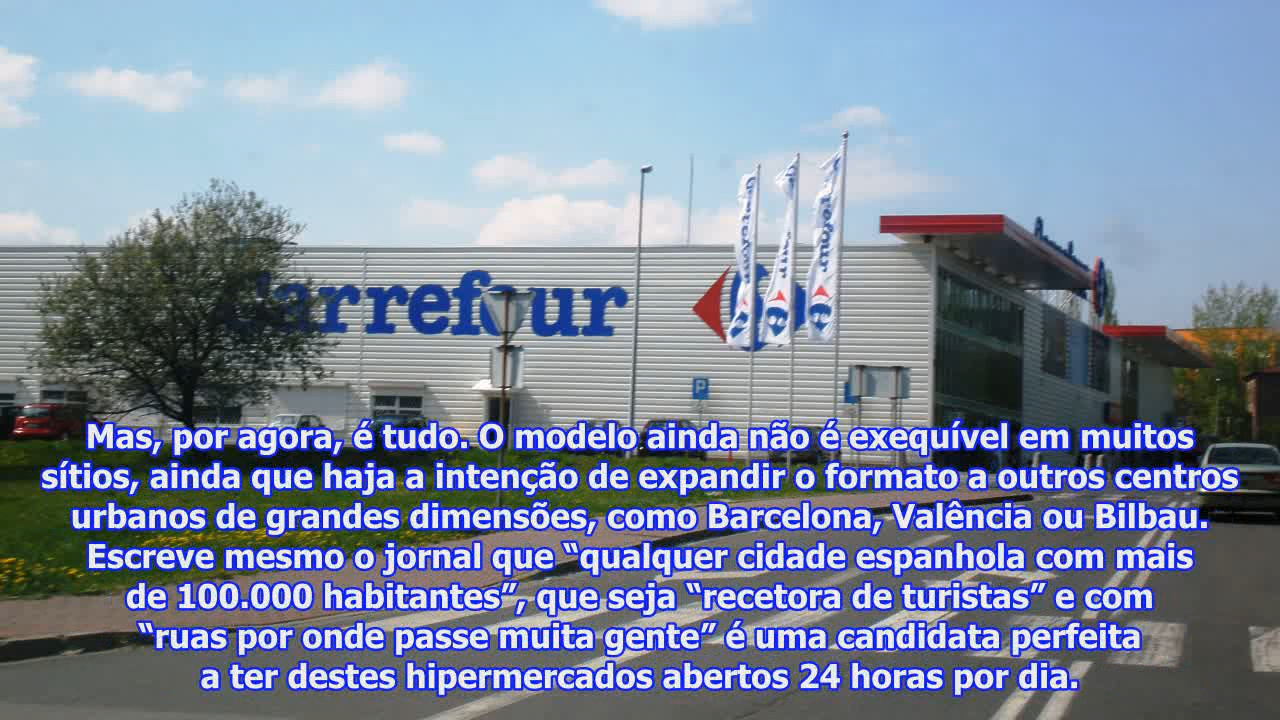 Carrefour
Carrefour
Carrefour
P
Mas, por agora, é tudo. O modelo ainda não é exequível em muitos
sítios, ainda que haja a intenção de expandir o formato a outros centros
urbanos de grandes dimensões, como Barcelona, Valência ou Bilbau.
Escreve mesmo o jornal que “qualquer cidade espanhola com mais
de 100.000 habitantes”, que seja “recetora de turistas” e com
“ruas por onde passe muita gente” é uma candidata perfeita
a ter destes hipermercados abertos 24 horas por dia.